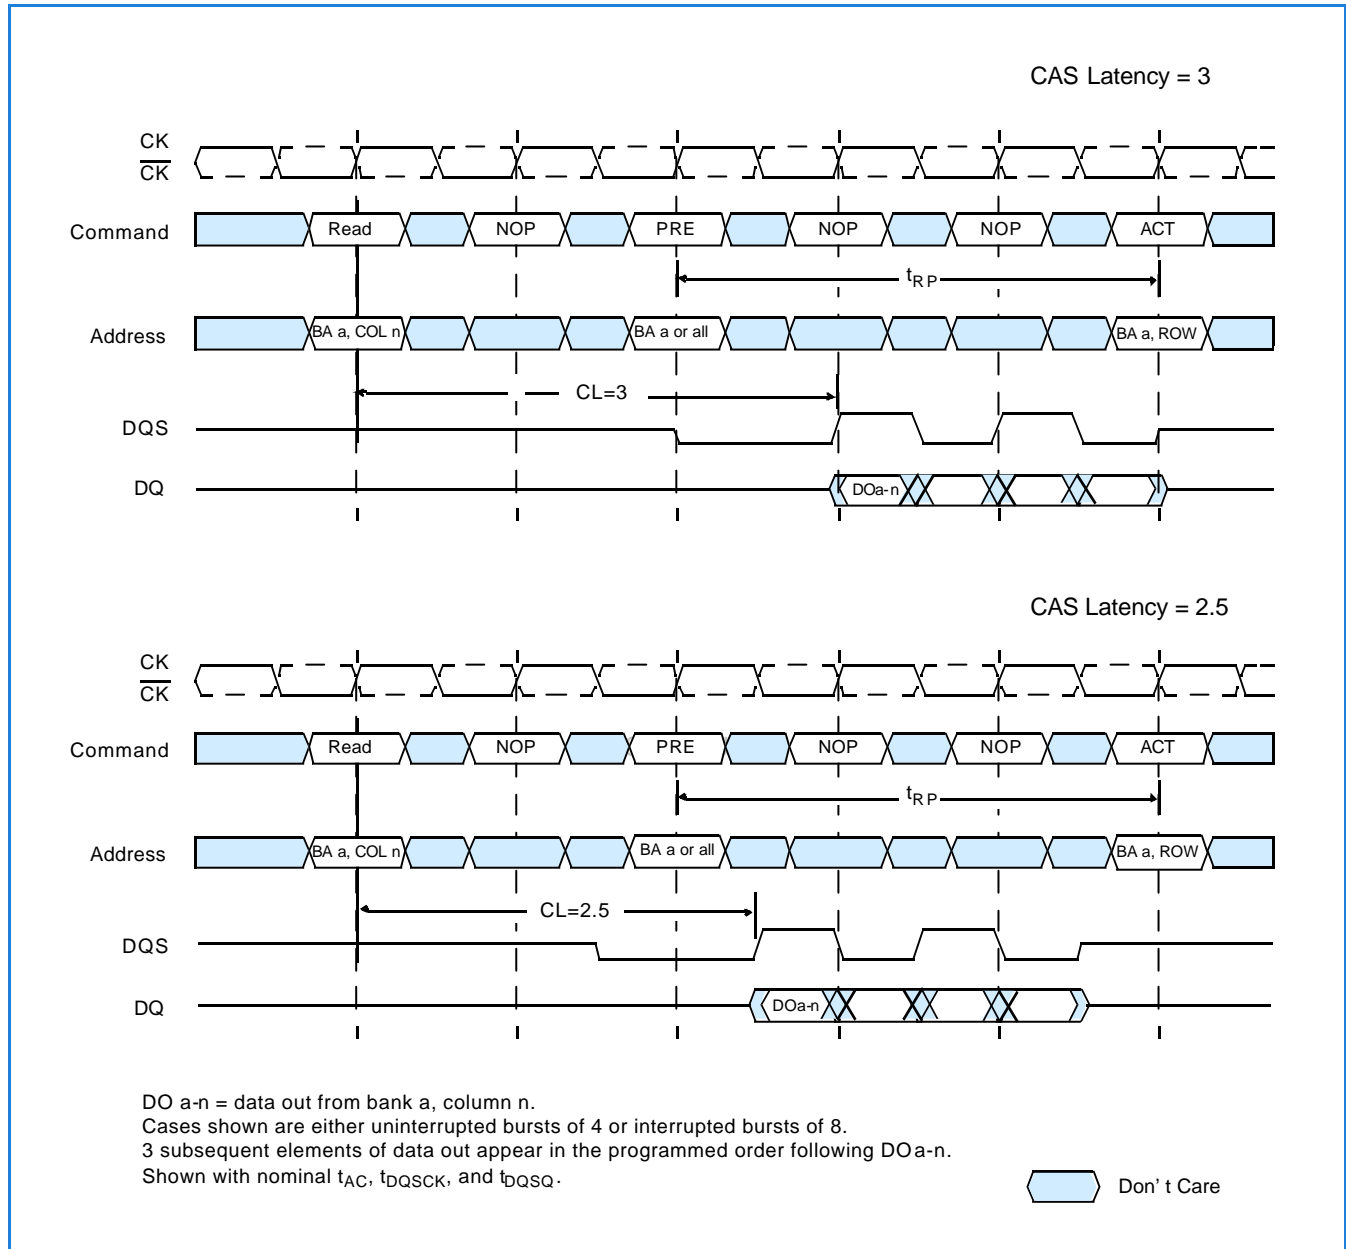 CAS Latency = 3
CK
CK
Command Read NOP PRE NOP NOP ACT
tRP
Address BA a, COL n BA a or all BA a, ROW
CL=3
DQS
DQ DOa-n
CAS Latency = 2.5
CK
CK
Command Read NOP PRE NOP NOP ACT
tRP
Address BA a, COL n BA a or all BA a, ROW
CL=2.5
DQS
DQ DOa-n
DO a-n = data out from bank a, column n.
Cases shown are either uninterrupted bursts of 4 or interrupted bursts of 8.
3 subsequent elements of data out appear in the programmed order following DOa-n.
Shown with nominal tAC, tDQSCK, and tDQSQ.
Don't Care